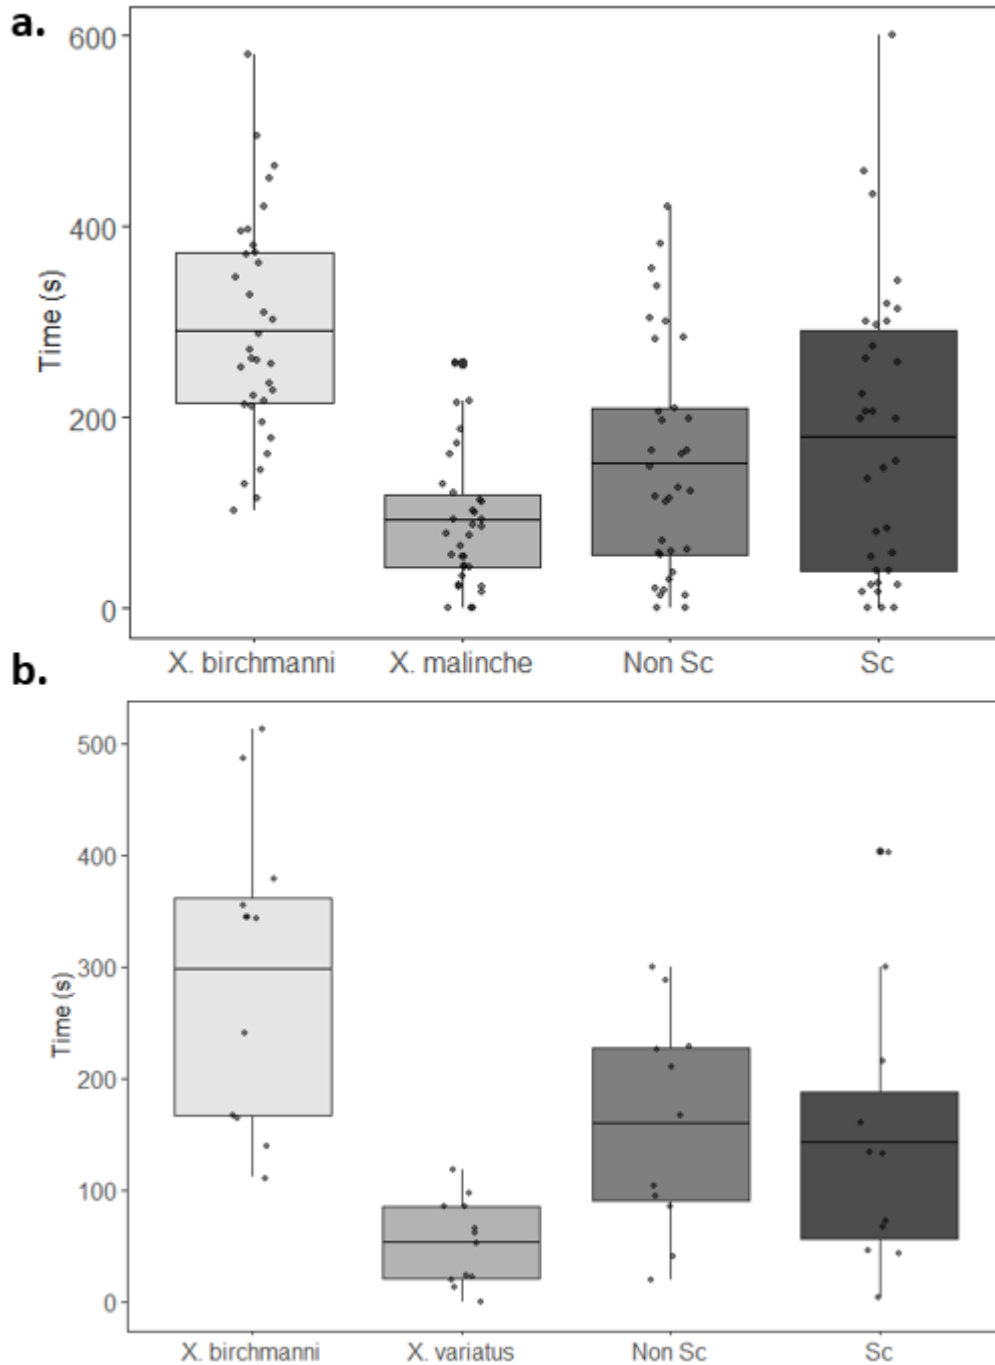 a.
600
400
200
0
Time (s)
X. birchmanni X. malinche Non Sc Sc
b.
500
400
300
200
100
0
Time (s)
X. birchmanni X. variatus Non Sc Sc